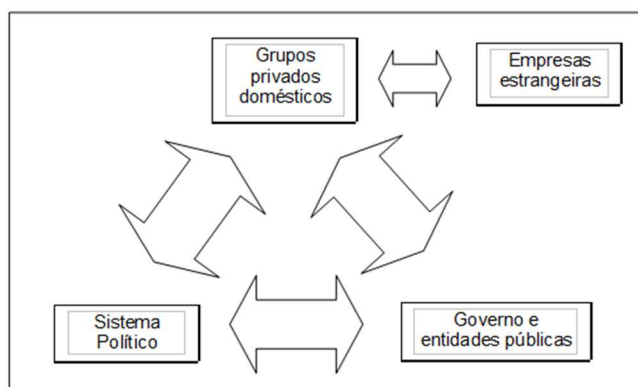 Grupos
privados
domésticos
Empresas
estrangeiras
Sistema
Político
Governo e
entidades públicas